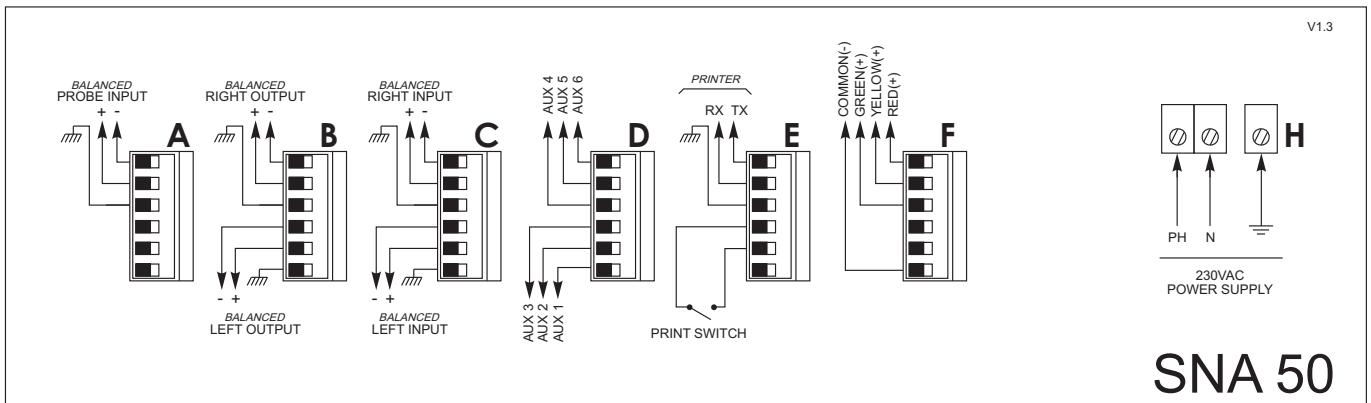 V1.3
BALANCED
PROBE INPUT
+ -
A
BALANCED
RIGHT OUTPUT
+ -
B
- +
BALANCED
LEFT OUTPUT
BALANCED
RIGHT INPUT
+ -
C
- +
BALANCED
LEFT INPUT
AUX 4
AUX 5
AUX 6
D
AUX 3
AUX 2
AUX 1
PRINTER
RX TX
E
PRINT SWITCH
COMMON(-)
GREEN(+)
YELLOW(+)
RED(+)
F
H
PH N
230VAC
POWER SUPPLY
SNA 50